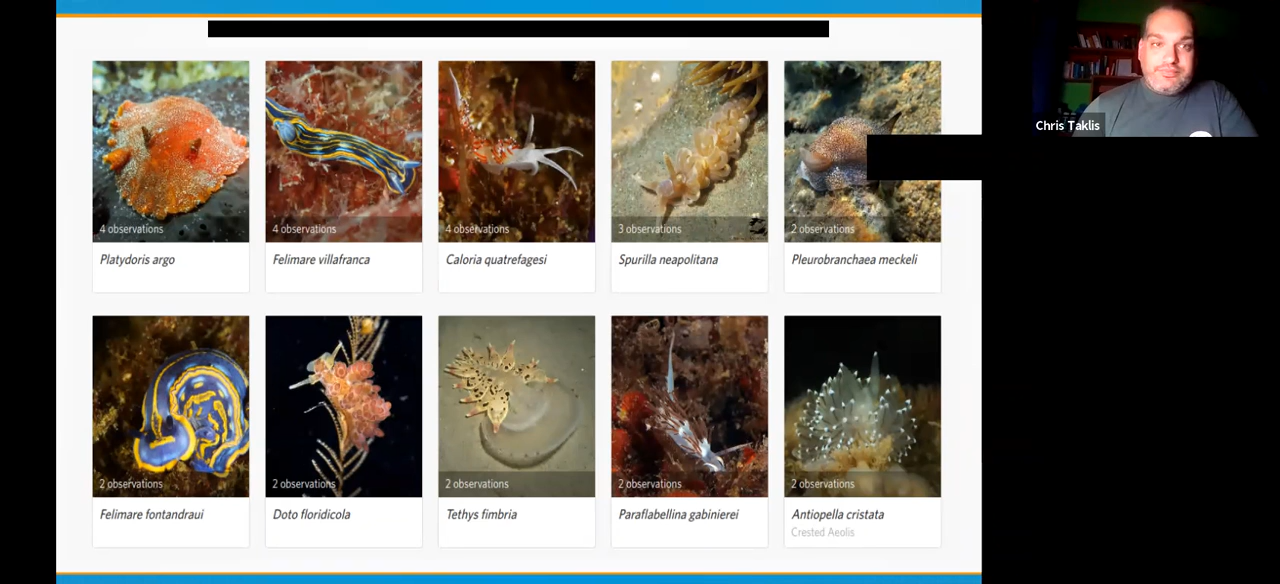 Chris Taklis
4 observations
4 observations
4 observations
3 observations
2 observations
Platydoris argo
Felimare villafranca
Caloria quatrefagesi
Spurilla neapolitana
Pleurobranchaea meckeli
2 observations
2 observations
2 observations
2 observations
2 observations
Felimare fontandraui
Doto floridicola
Tethys fimbria
Paraflabellina gabinierei
Antiopella cristata
Crested Aeolis